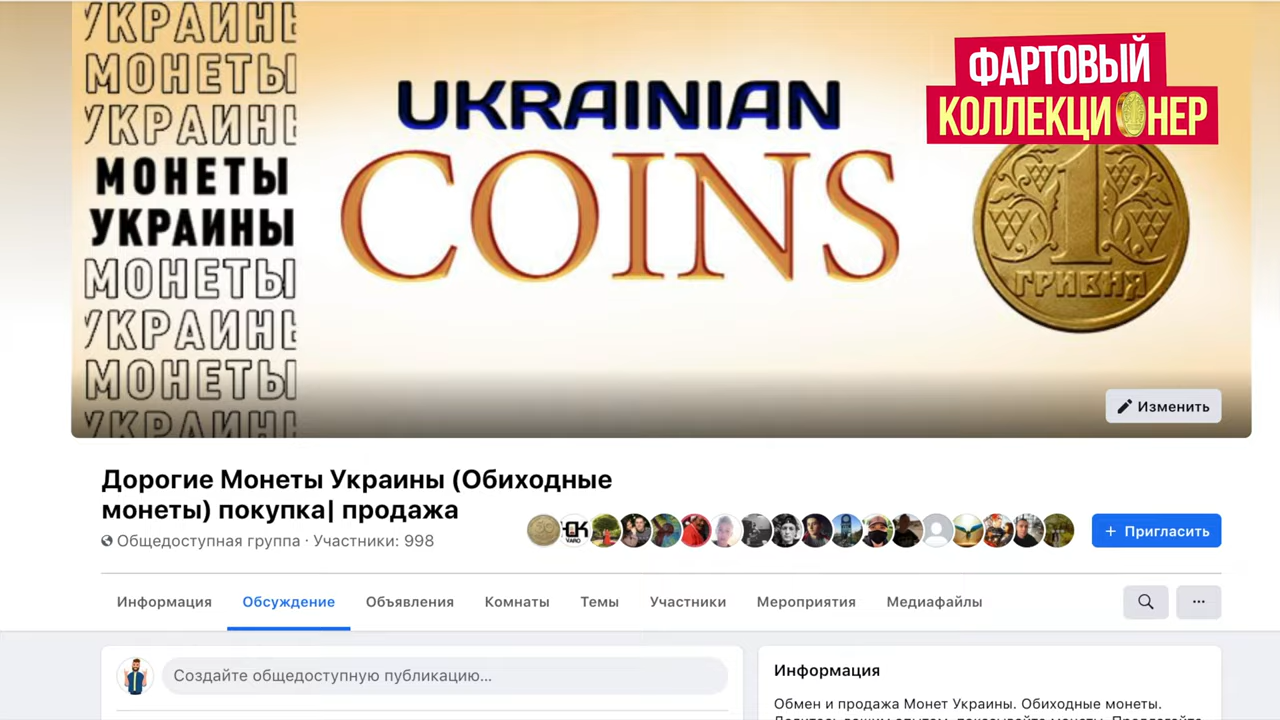 УКРАИНЫ
МОНЕТЫ
УКРАИНЫ
МОНЕТЫ
УКРАИНЫ
МОНЕТЫ
УКРАИНЫ
МОНЕТЫ
УКРАИНЫ
UKRAINIAN
COINS
ФАРТОВЫЙ
КОЛЛЕКЦИОНЕР
1
ГРИВНЯ
Изменить
Дорогие Монеты Украины (Обиходные
монеты) покупка| продажа
Общедоступная группа · Участники: 998
+ Пригласить
Информация Обсуждение Объявления Комнаты Темы Участники Мероприятия Медиафайлы
Создайте общедоступную публикацию...
Информация
Обмен и продажа Монет Украины. Обиходные монеты.